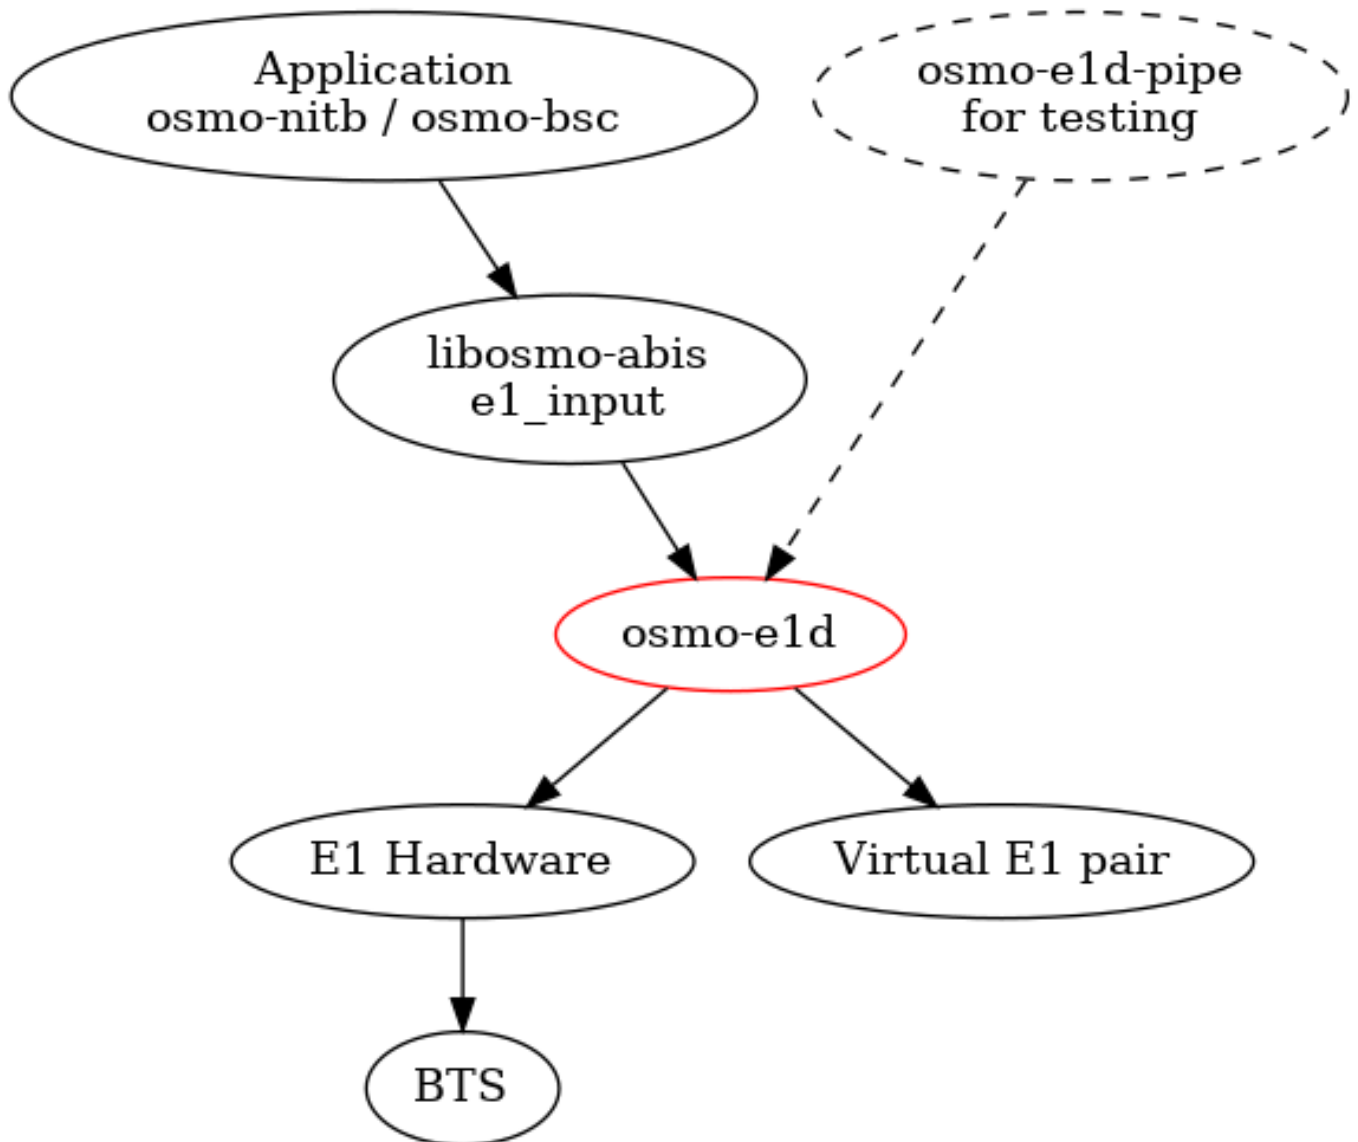 Application
osmo-nitb / osmo-bsc
osmo-e1d-pipe
for testing
libosmo-abis
e1_input
osmo-e1d
E1 Hardware
Virtual E1 pair
BTS